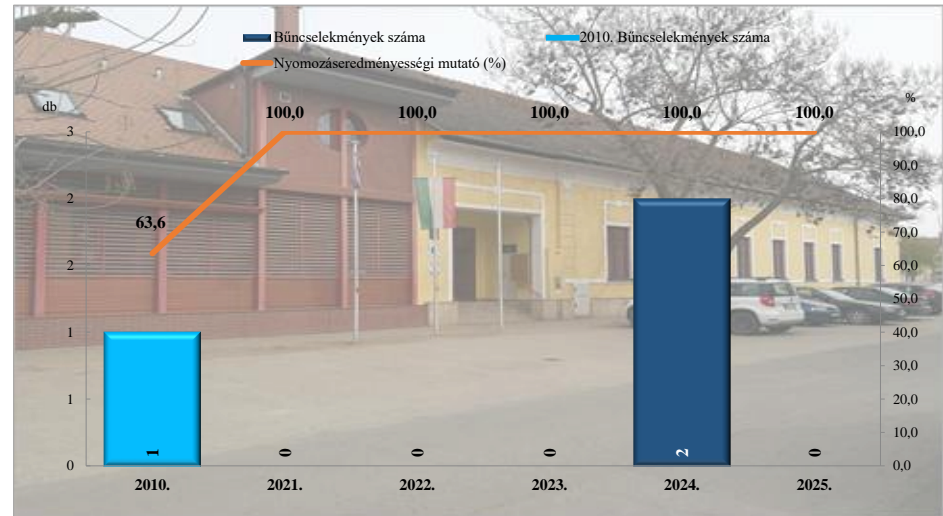 Bűncselekmények száma 2010. Bűncselekmények száma
Nyomozáseredményességi mutató (%)
db %
100,0 100,0 100,0 100,0 100,0
3 100,0
90,0
2 80,0
63,6
70,0
2 60,0
50,0
1 40,0
30,0
1 20,0
10,0
0 0,0
1 0 0 0 2 0
2010. 2021. 2022. 2023. 2024. 2025.